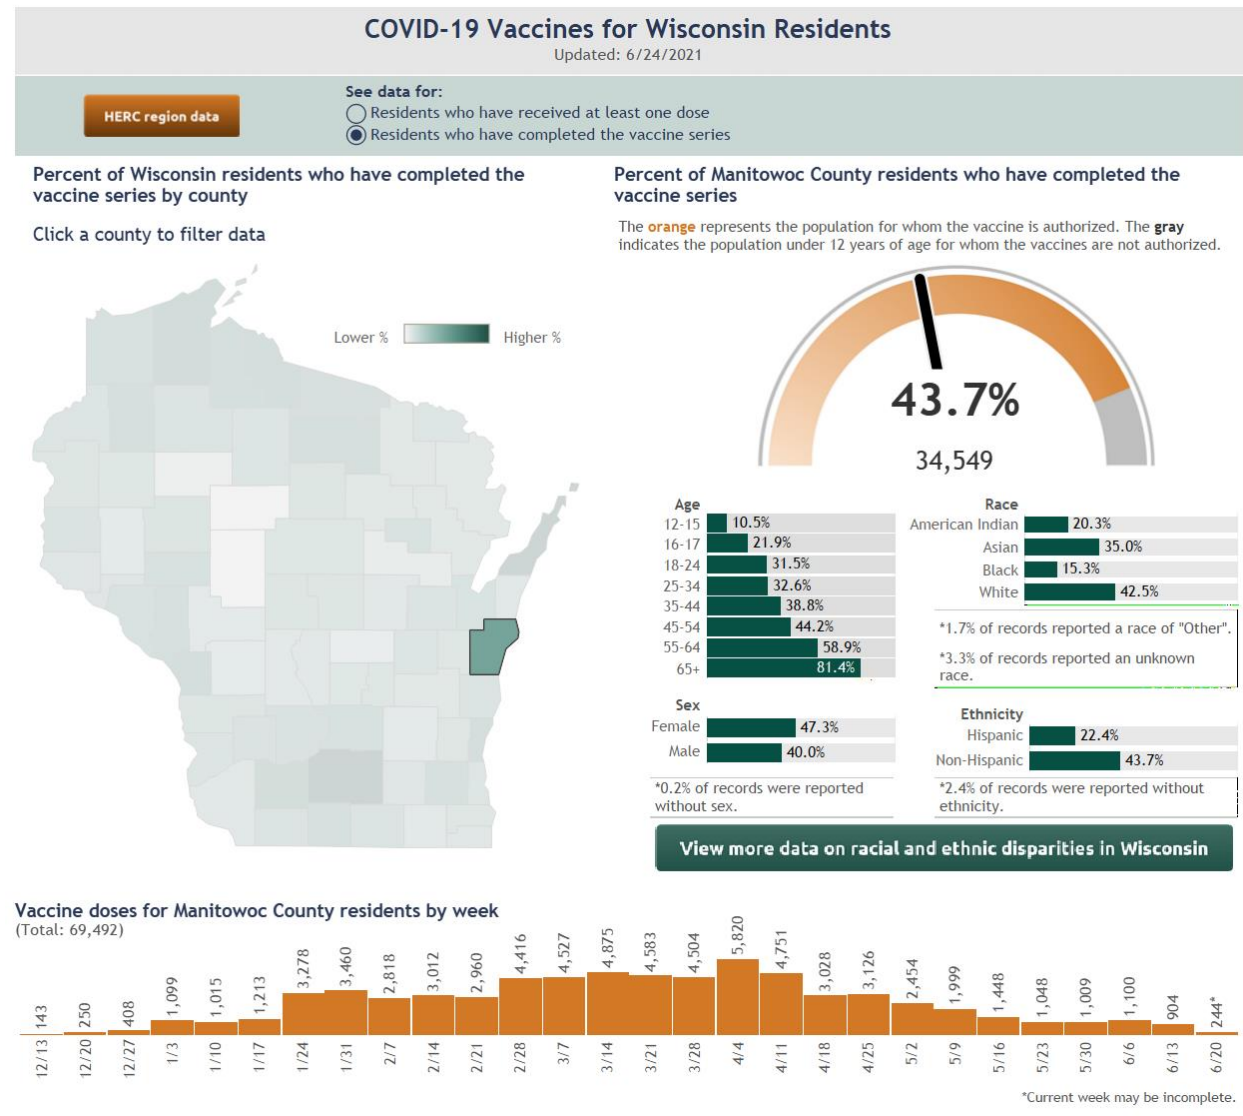 COVID-19 Vaccines for Wisconsin Residents
Updated: 6/24/2021
HERC region data
See data for:
Residents who have received at least one dose
Residents who have completed the vaccine series
Percent of Wisconsin residents who have completed the
vaccine series by county
Click a county to filter data
Lower %
Higher %
Percent of Manitowoc County residents who have completed the
vaccine series
The orange represents the population for whom the vaccine is authorized. The gray
indicates the population under 12 years of age for whom the vaccines are not authorized.
43.7%
34,549
Age
12-15 10.5%
16-17 21.9%
18-24 31.5%
25-34 32.6%
35-44 38.8%
45-54 44.2%
55-64 58.9%
65+ 81.4%
Race
American Indian 20.3%
Asian 35.0%
Black 15.3%
White 42.5%
*1.7% of records reported a race of "Other".
*3.3% of records reported an unknown
race.
Sex
Female 47.3%
Male 40.0%
*0.2% of records were reported
without sex.
Ethnicity
Hispanic 22.4%
Non-Hispanic 43.7%
*2.4% of records were reported without
ethnicity.
View more data on racial and ethnic disparities in Wisconsin
Vaccine doses for Manitowoc County residents by week
(Total: 69,492)
143 250 408 1,099 1,015 1,213 3,278 3,460 2,818 3,012 2,960 4,416 4,527 4,875 4,583 4,504 5,820 4,751 3,028 3,126 2,454 1,999 1,448 1,048 1,009 1,100 904 244*
12/13 12/20 12/27 1/3 1/10 1/17 1/24 1/31 2/7 2/14 2/21 2/28 3/7 3/14 3/21 3/28 4/4 4/11 4/18 4/25 5/2 5/9 5/16 5/23 5/30 6/6 6/13 6/20
*Current week may be incomplete.